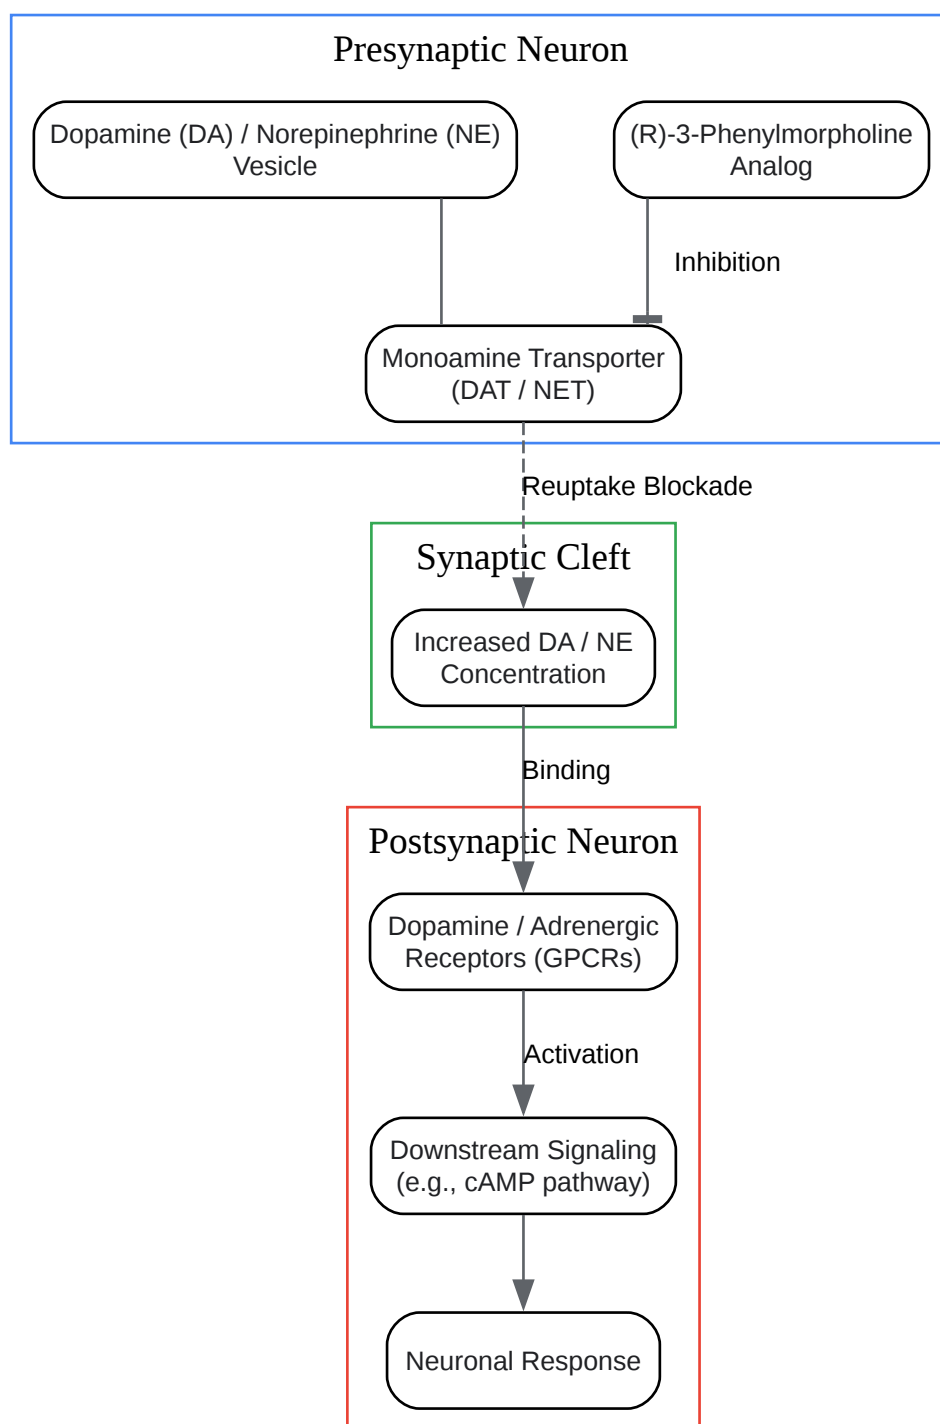 Presynaptic Neuron
Dopamine (DA) / Norepinephrine (NE)
Vesicle
(R)-3-Phenylmorpholine
Analog
Inhibition
Monoamine Transporter
(DAT / NET)
Reuptake Blockade
Synaptic Cleft
Increased DA / NE
Concentration
Binding
Postsynaptic Neuron
Dopamine / Adrenergic
Receptors (GPCRs)
Activation
Downstream Signaling
(e.g., cAMP pathway)
Neuronal Response